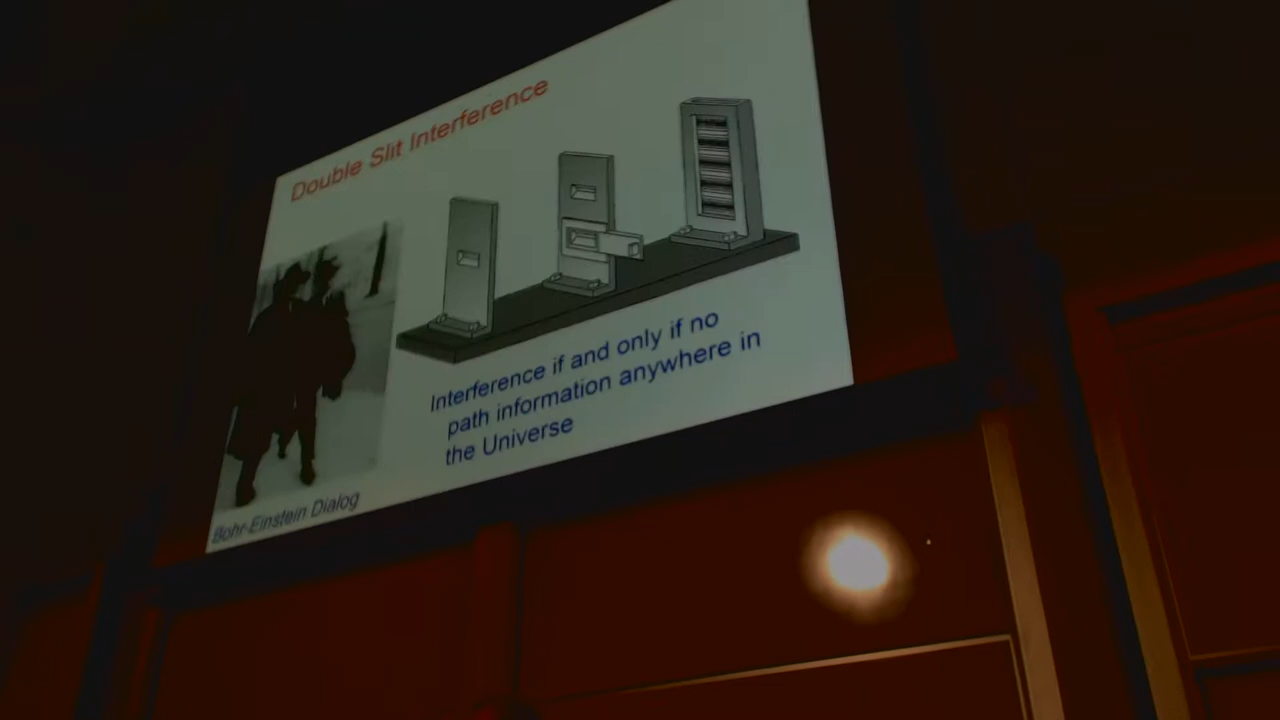 Double Slit Interference
Interference if and only if no
path information anywhere in
the Universe
Bohr-Einstein Dialog